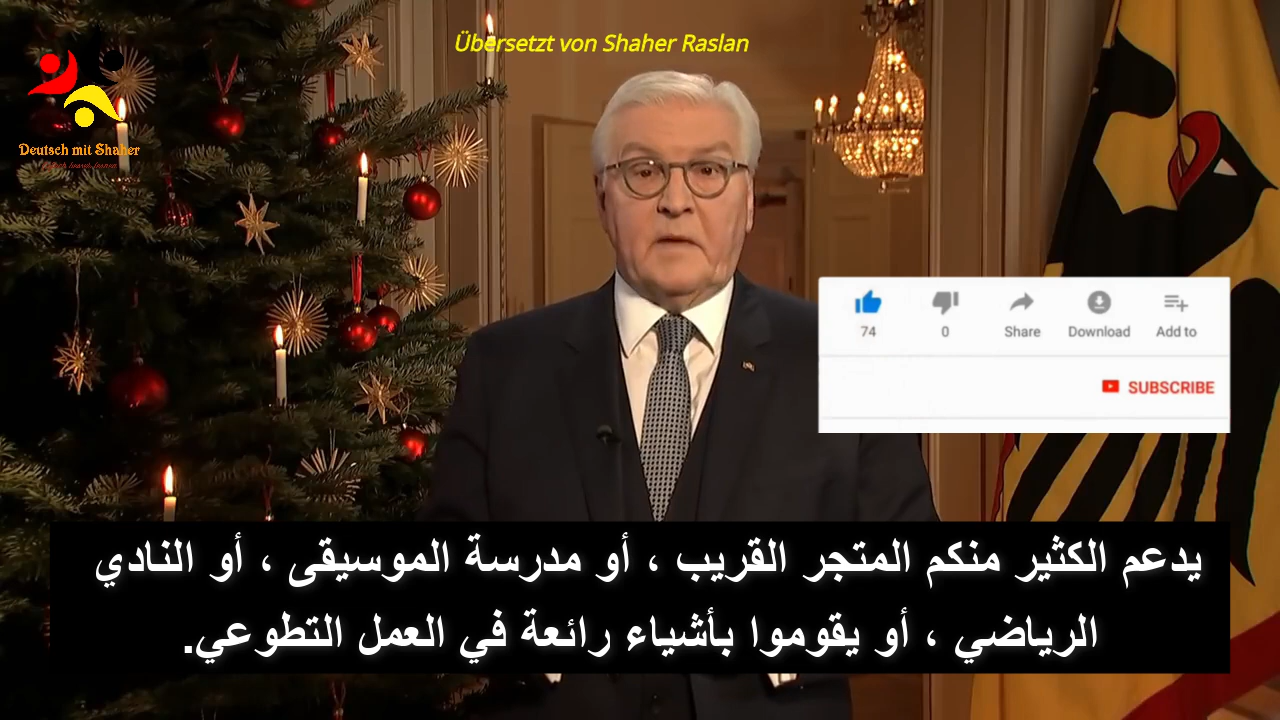 Übersetzt von Shaher Raslan
Deutsch mit Shaher
74
0
Share
Download
Add to
SUBSCRIBE
يدعم الكثير منكم المتجر القريب ، أو مدرسة الموسيقى ، أو النادي
الرياضي ، أو يقوموا بأشياء رائعة في العمل التطوعي.